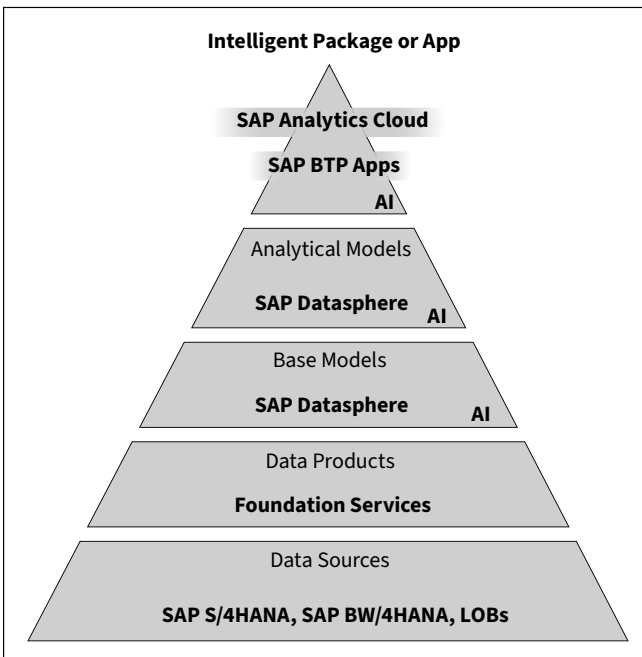 Intelligent Package or App
SAP Analytics Cloud
SAP BTP Apps
AI
Analytical Models
SAP Datasphere
AI
Base Models
SAP Datasphere
AI
Data Products
Foundation Services
Data Sources
SAP S/4HANA, SAP BW/4HANA, LOBs